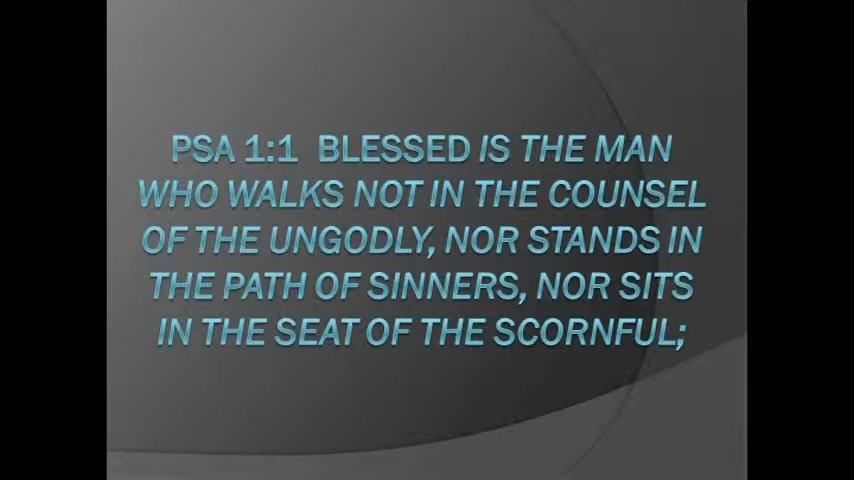 PSA 1:1  BLESSED IS THE MAN
WHO WALKS NOT IN THE COUNSEL
OF THE UNGODLY, NOR STANDS IN
THE PATH OF SINNERS, NOR SITS
IN THE SEAT OF THE SCORNFUL;